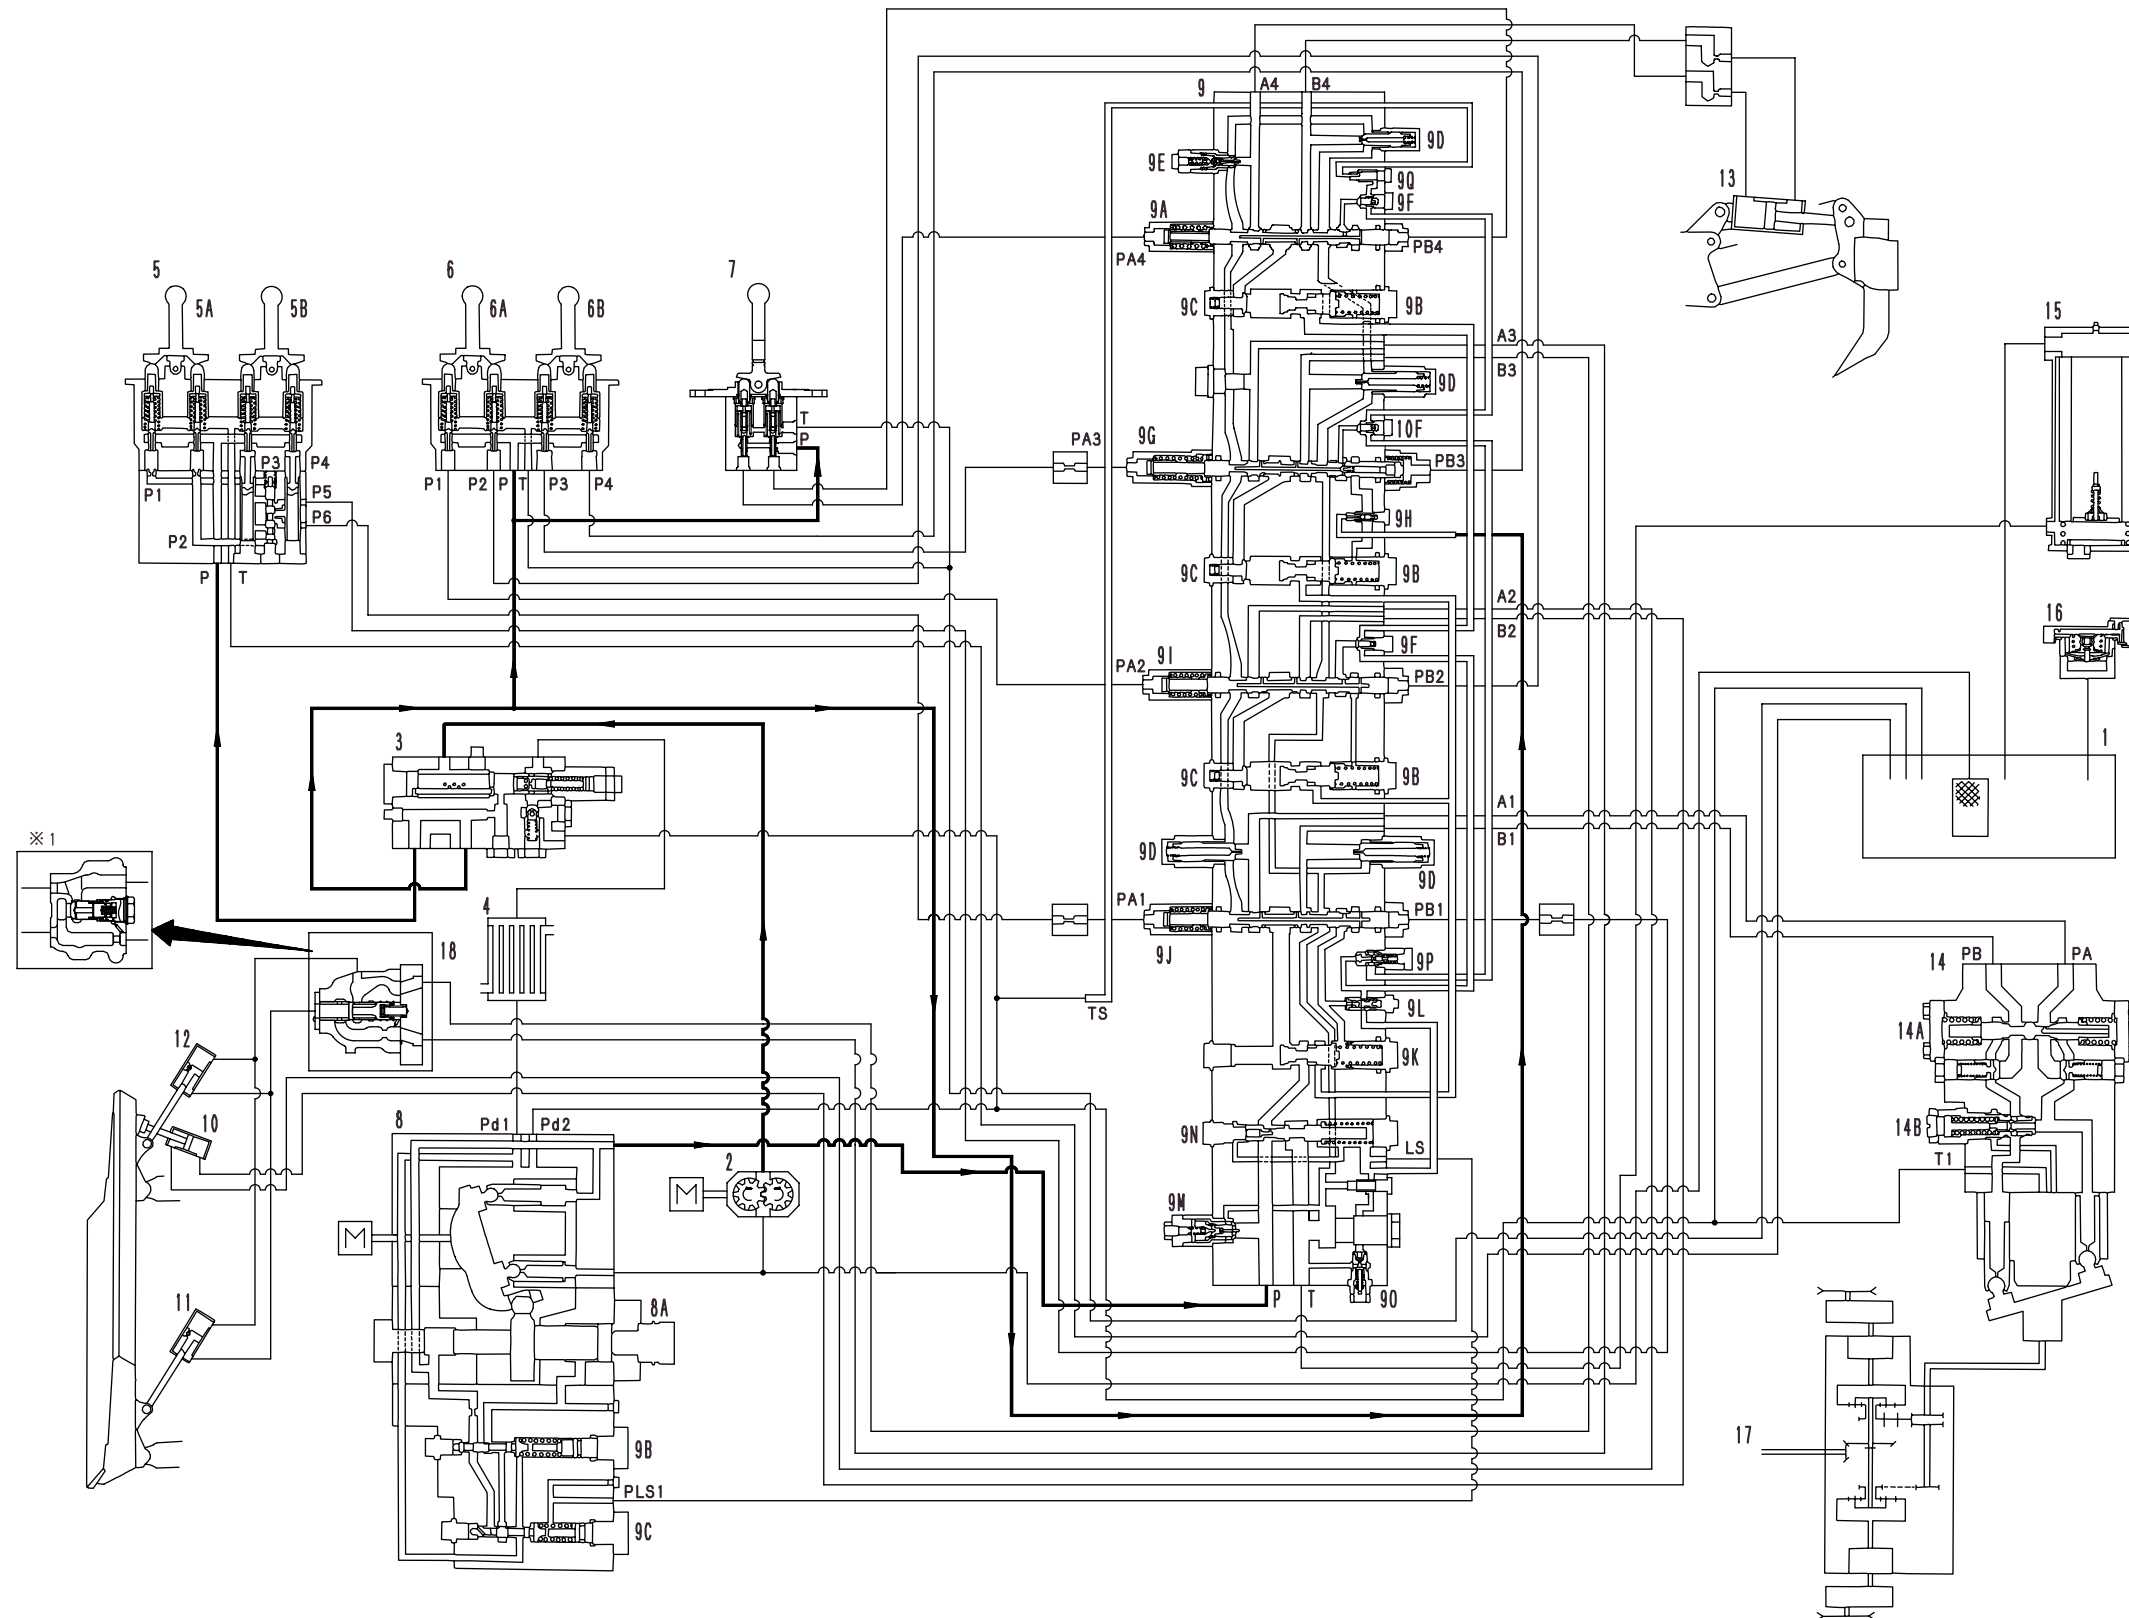 9
A4
B4
9D
9E
9Q
9F
13
9A
PA4
PB4
5
5A
5B
6
6A
6B
7
9C
9B
15
A3
B3
9D
T
P
10F
PA3
9G
PB3
P3
P4
P1
P5
P6
P2
P
T
P1
P2
P
T
P3
P4
9H
9C
9B
A2
B2
16
9F
9I
PA2
PB2
3
1
9C
9B
A1
B1
※1
9D
9D
4
PA1
PB1
9J
18
9P
14
PB
PA
9L
TS
14A
12
9K
10
8
Pd1
Pd2
9N
14B
LS
T1
2
M
9M
M
11
8A
P
T
9O
9B
17
PLS1
9C